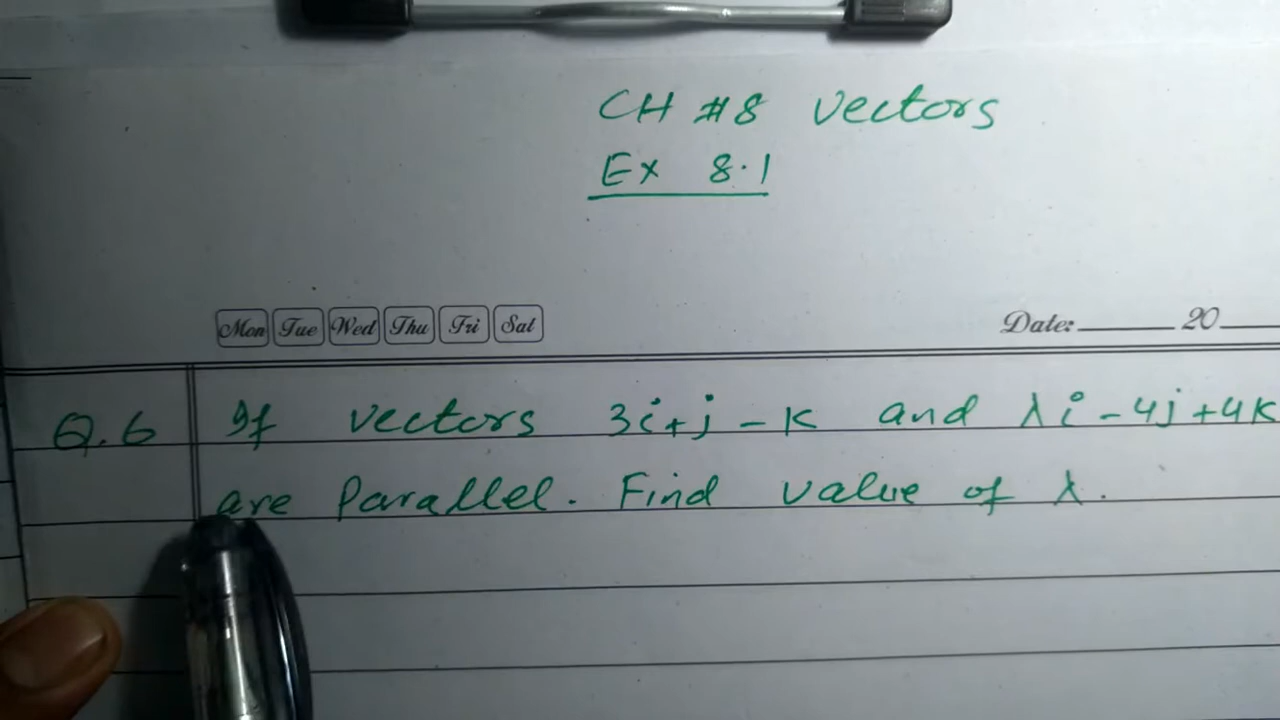 CH #8 Vectors
Ex 8.1
Mon Tue Wed Thu Fri Sat
Date: 20
Q.6 If vectors 3i+j-k and λi-4j+4k
are Parallel. Find value of λ.